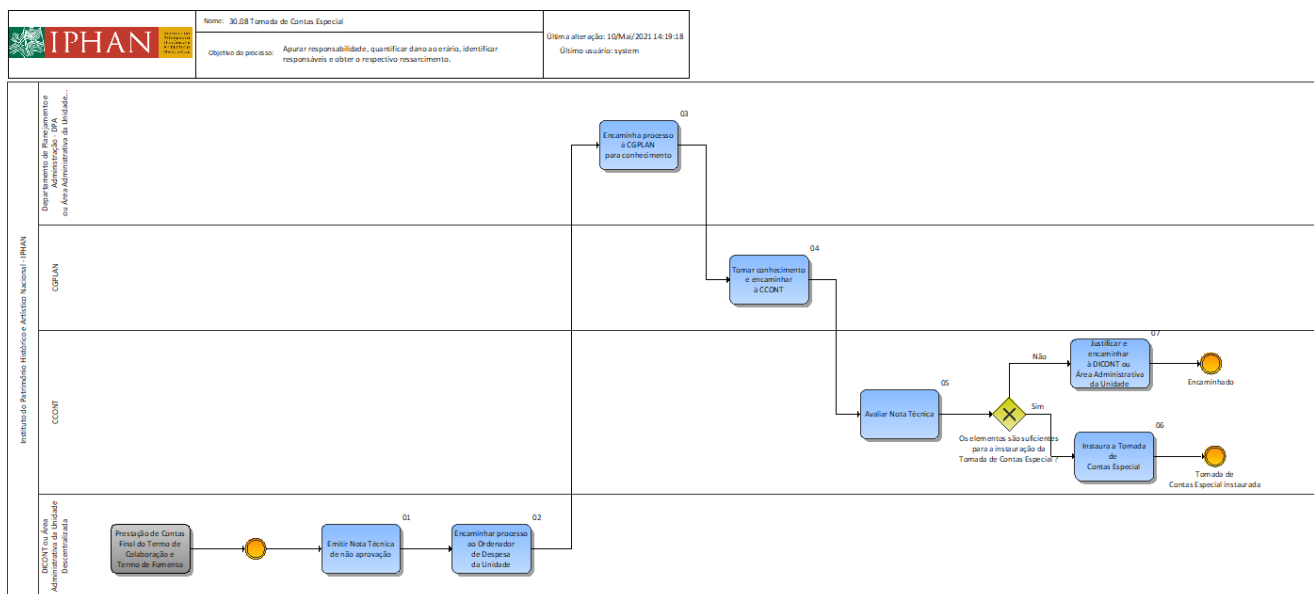 IPHAN
Nome: 30.08 Tomada de Contas Especial
Objetivo do processo: Apurar responsabilidade, quantificar dano ao erário, identificar
responsáveis e obter o respectivo ressarcimento.
Última alteração: 10/Mai/2021 14:19:18
Último usuário: system
Instituto do Patrimônio Histórico e Artístico Nacional - IPHAN
Departamento de Planejamento e
Administração - DPA
ou Área Administrativa da Unidade...
03
Encaminha processo
à CGPLAN
para conhecimento
CGPLAN
04
Tomar conhecimento
e encaminhar
à CCONT
CCONT
05
Avaliar Nota Técnica
Os elementos são suficientes
para a instauração da
Tomada de Contas Especial ?
Não
07
Justificar e
encaminhar
à DICONT ou
Área Administrativa
da Unidade
Encaminhado
Sim
06
Instaura a Tomada
de
Contas Especial
Tomada de
Contas Especial instaurada
DICONT ou Área
Administrativa da Unidade
Descentralizada
Prestação de Contas
Final do Termo de
Colaboração e
Termo de Fomento
01
Emitir Nota Técnica
de não aprovação
02
Encaminhar processo
ao Ordenador
de Despesa
da Unidade